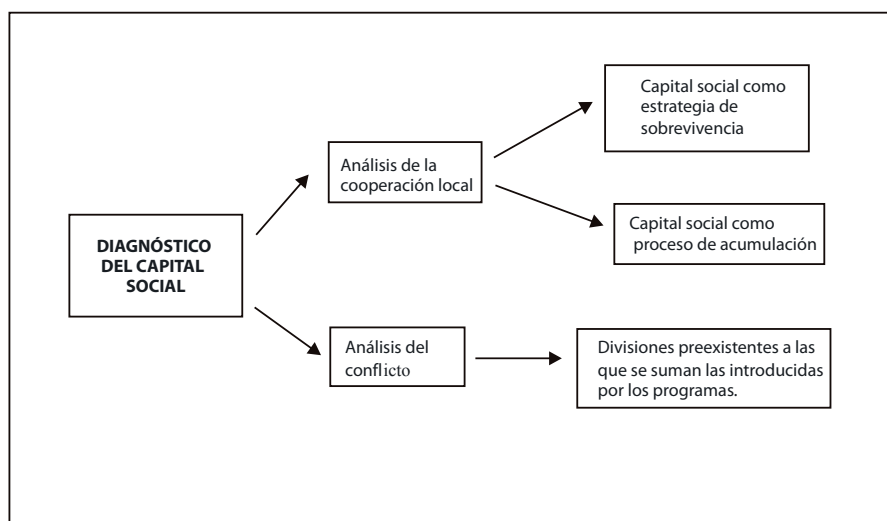 DIAGNÓSTICO
DEL CAPITAL
SOCIAL
Análisis de la
cooperación local
Capital social como
estrategia de
sobrevivencia
Capital social como
proceso de acumulación
Análisis del
conflicto
Divisiones preexistentes a las
que se suman las introducidas
por los programas.